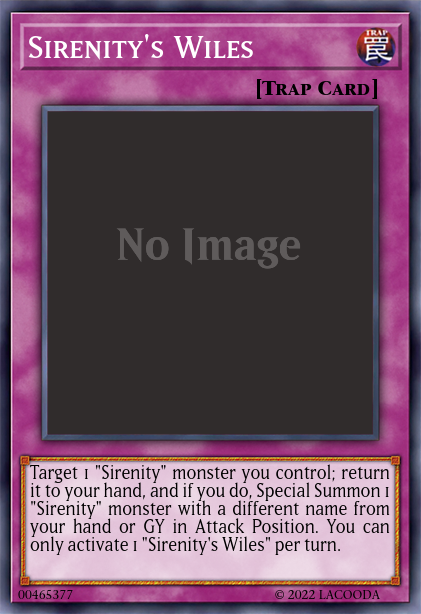 Sirenity's Wiles
TRAP
罠
[Trap Card]
No Image
Target 1 "Sirenity" monster you control; return
it to your hand, and if you do, Special Summon 1
"Sirenity" monster with a different name from
your hand or GY in Attack Position. You can
only activate 1 "Sirenity's Wiles" per turn.
00465377
© 2022 LACOODA